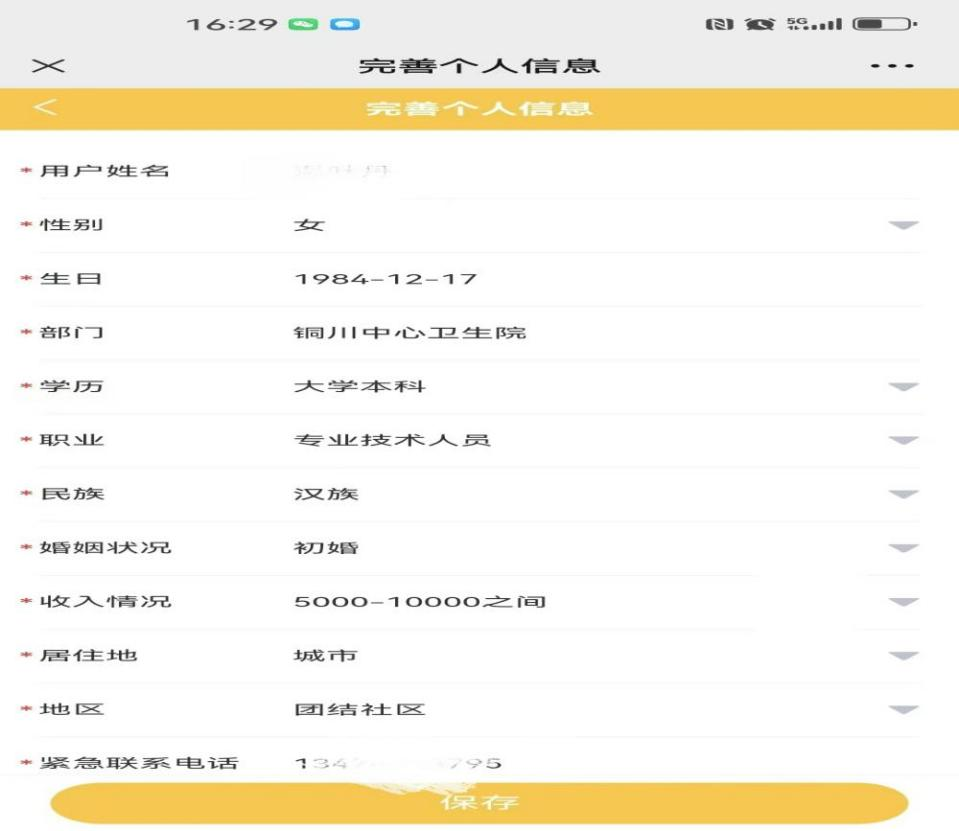 16:29
5G
完善个人信息
完善个人信息
* 用户姓名
* 性别 女
* 生日 1984-12-17
* 部门 铜川中心卫生院
* 学历 大学本科
* 职业 专业技术人员
* 民族 汉族
* 婚姻状况 初婚
* 收入情况 5000-10000之间
* 居住地 城市
* 地区 团结社区
* 紧急联系电话
保存